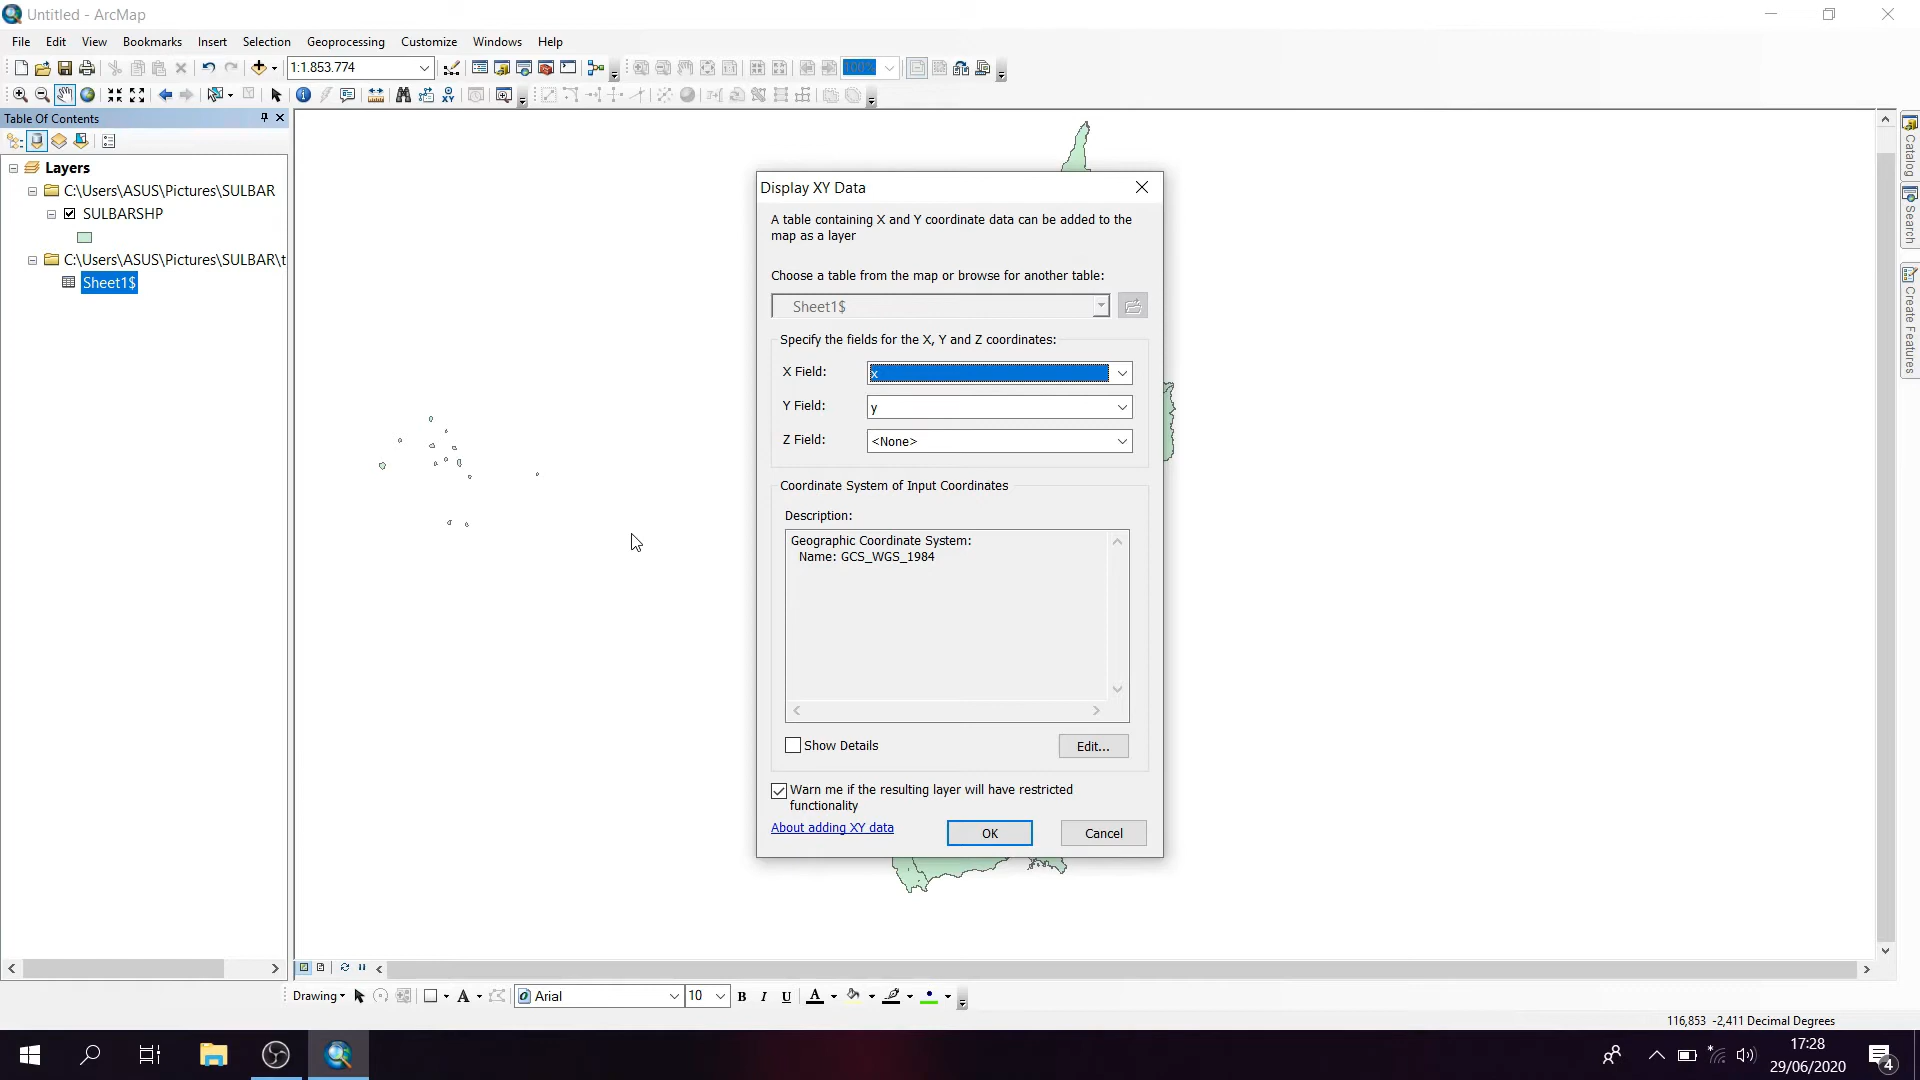 Untitled - ArcMap
File Edit View Bookmarks Insert Selection Geoprocessing Customize Windows Help
1:1.853.774
100%
Table Of Contents
Layers
C:\Users\ASUS\Pictures\SULBAR
SULBARSHP
C:\Users\ASUS\Pictures\SULBAR\t
Sheet1$
Display XY Data
A table containing X and Y coordinate data can be added to the
map as a layer
Choose a table from the map or browse for another table:
Sheet1$
Specify the fields for the X, Y and Z coordinates:
X Field: x
Y Field: y
Z Field: <None>
Coordinate System of Input Coordinates
Description:
Geographic Coordinate System:
Name: GCS_WGS_1984
Show Details
Edit...
Warn me if the resulting layer will have restricted
functionality
About adding XY data
OK
Cancel
Catalog
Search
Create Features
Drawing
A
Arial
10
B I U A
116,853 -2,411 Decimal Degrees
17:28
29/06/2020
4